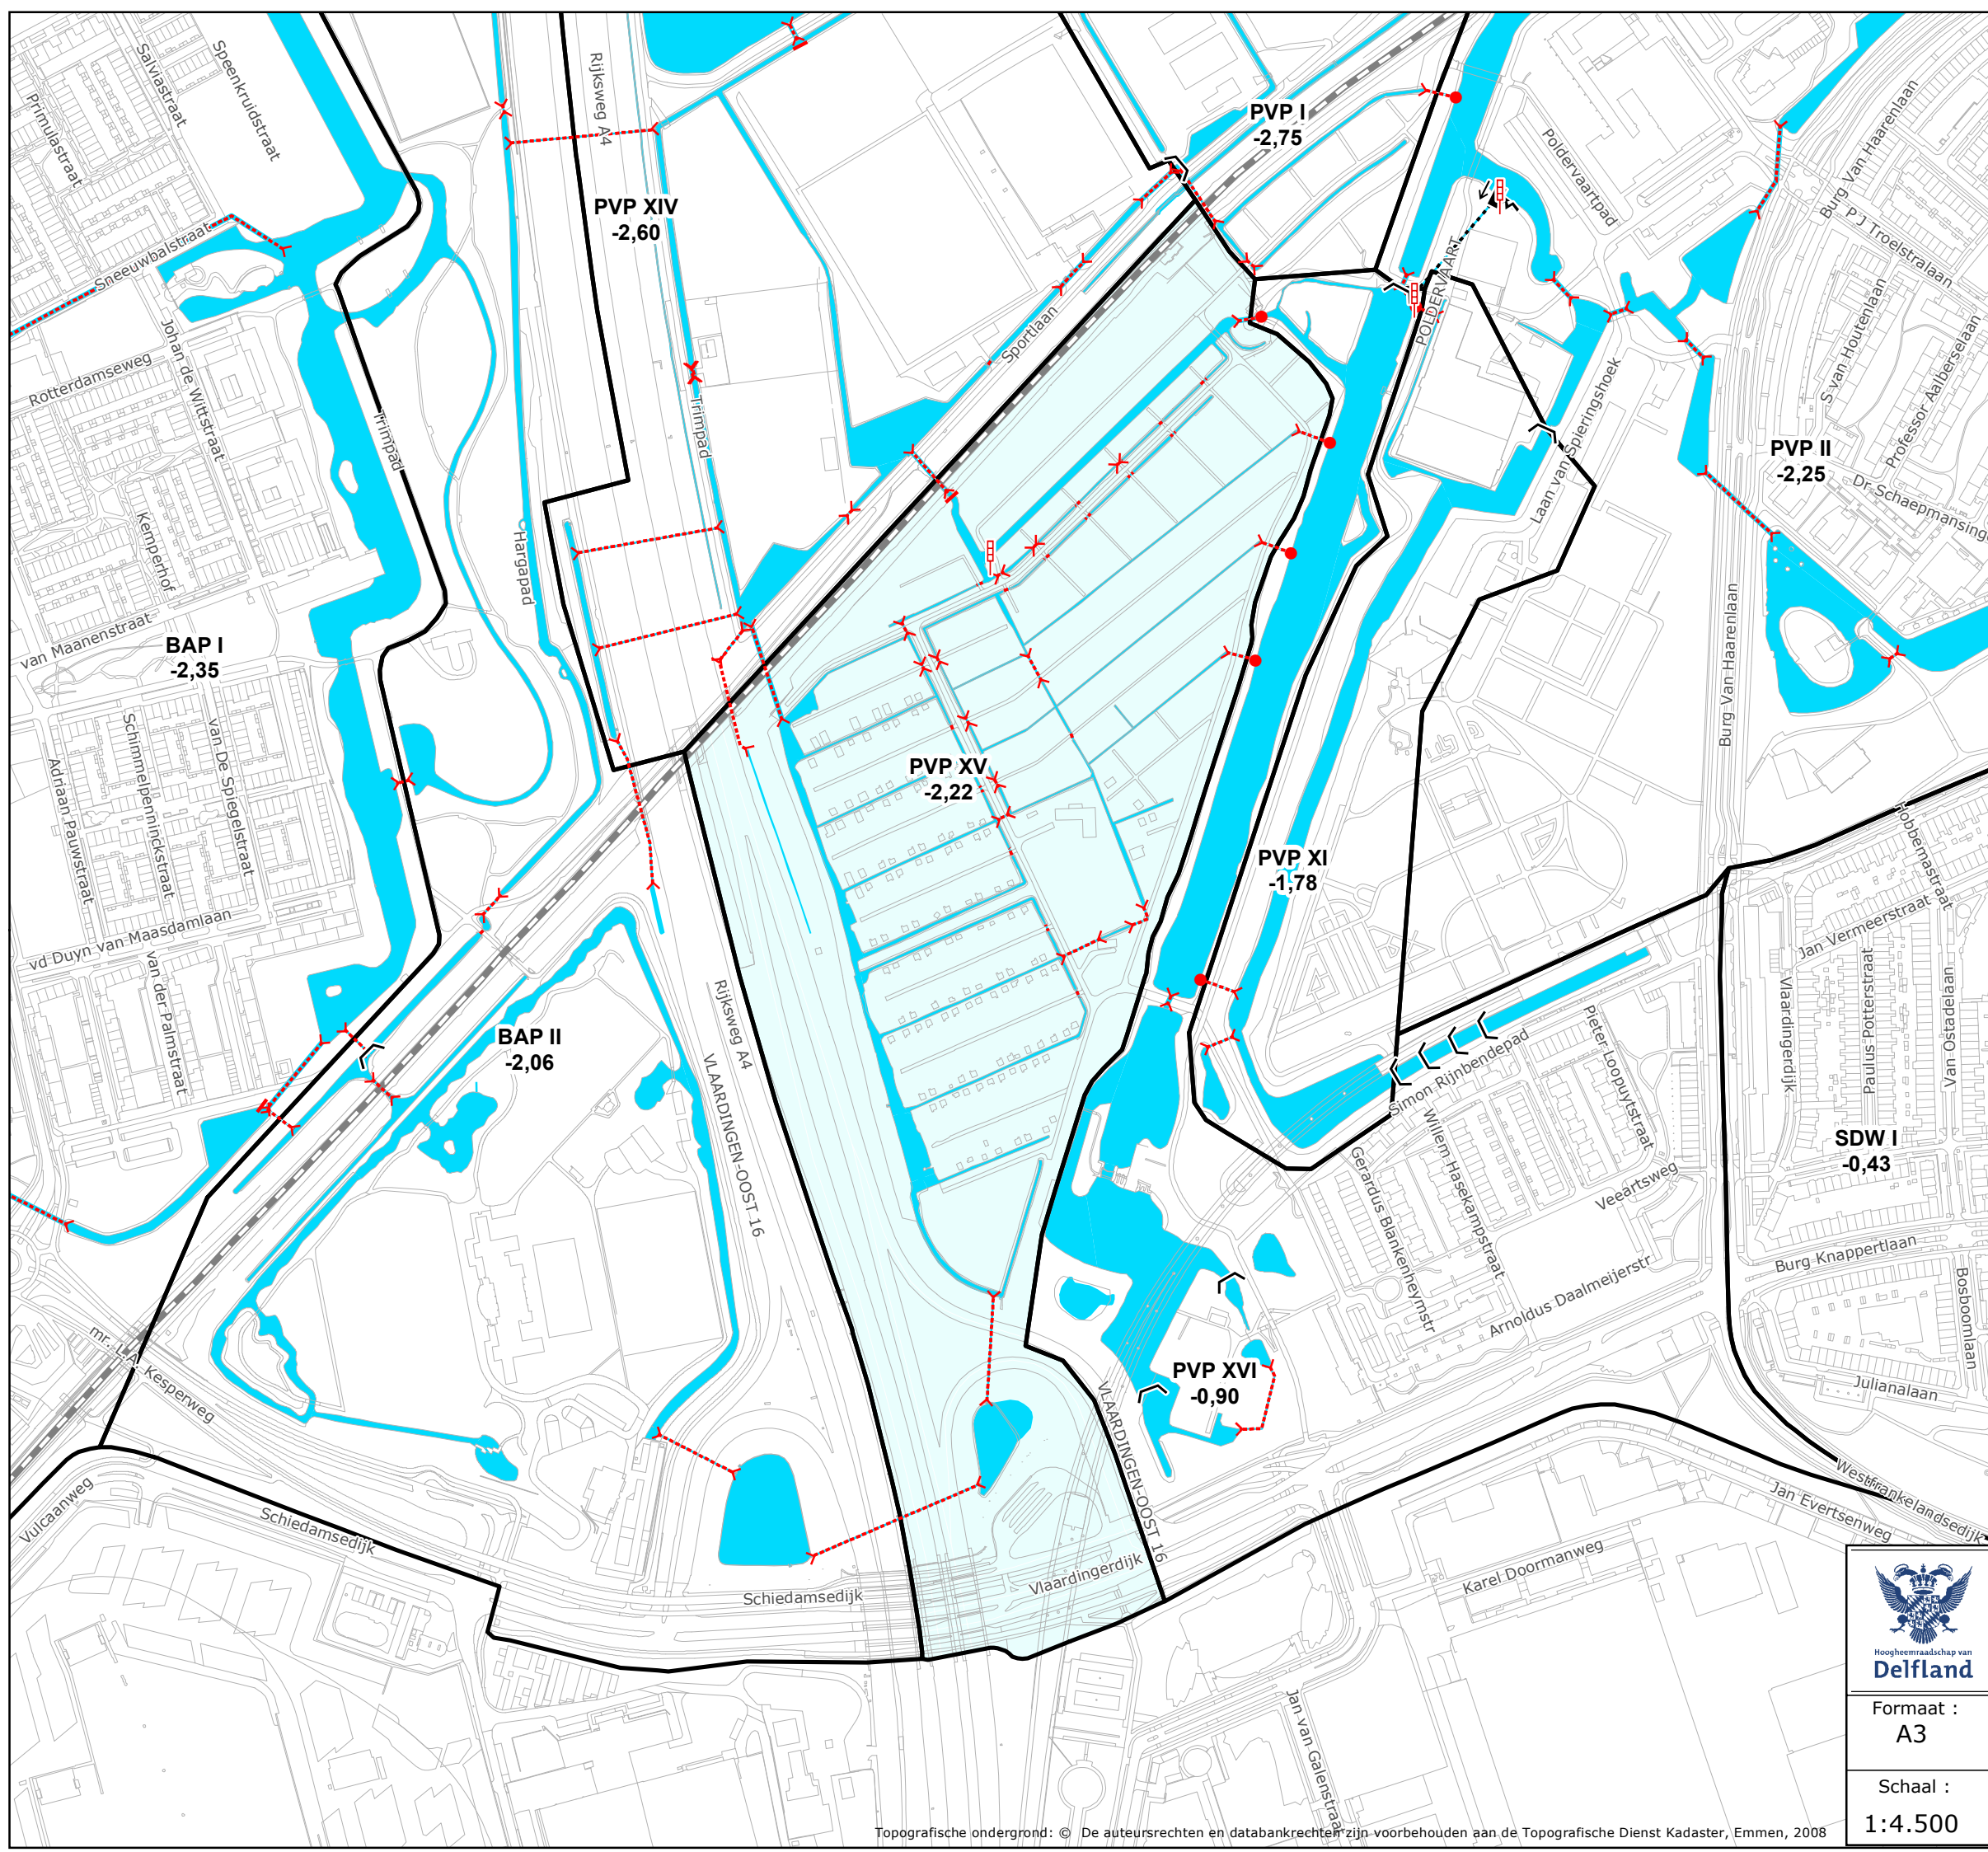 Salviastraat
Speenkruidstraat
Primulastraat
Rijksweg A4
PVP I
-2,75
Poldervaartpad
Burg Van Haarenlaan
P J Troelstralaan
PVP XIV
-2,60
Sneeuwbalstraat
POLDERVAART
Sportlaan
Johan de Wittstraat
Rotterdamseweg
Trimpad
Trimpad
S van Houtenlaan
Professor Aalberselaan
Laan van Spieringshoek
PVP II
-2,25
Dr Schaepmansing
Kemperhof
Hargapad
van Maanenstraat
BAP I
-2,35
Burg Van Haarenlaan
Schimmelpenninckstraat
van De Spiegelstraat
Adriaan Pauwstraat
PVP XV
-2,22
Jobbemastraat
PVP XI
-1,78
vd Duyn van Maasdamlaan
van der Palmstraat
Jan Vermeerstraat
Vlaardingerdijk
Paulus Potterstraat
Van Ostadelaan
Rijksweg A4
BAP II
-2,06
VLAARDINGEN-OOST 16
Simon Rijnbendepad
Pieter Loopuytstraat
Willem Hasekampstraat
Gerardus Blankenheymstr
Veeartsweg
SDW I
-0,43
Burg Knappertlaan
Bosboomlaan
Arnoldus Daalmeijerstr
mr. L.A. Kesperweg
PVP XVI
-0,90
VLAARDINGEN-OOST 16
Julianalaan
Westfrankelandsedijk
Jan Evertsenweg
Vulcaanweg
Schiedamsedijk
Schiedamsedijk
Vlaardingerdijk
Karel Doormanweg
Jan van Galenstraat
Hoogheemraadschap van
Delfland
Formaat :
A3
Schaal :
1:4.500
Topografische ondergrond: © De auteursrechten en databankrechten zijn voorbehouden aan de Topografische Dienst Kadaster, Emmen, 2008